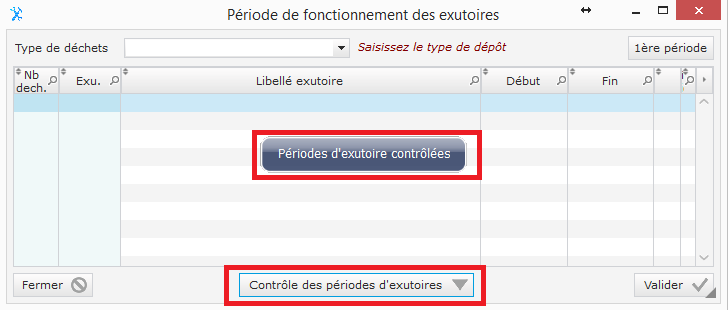 Période de fonctionnement des exutoires
Type de déchets
Saisissez le type de dépôt
1ère période
Nb dech.
Exu.
Libellé exutoire
Début
Fin
Périodes d'exutoire contrôlées
Fermer
Contrôle des périodes d'exutoires
Valider